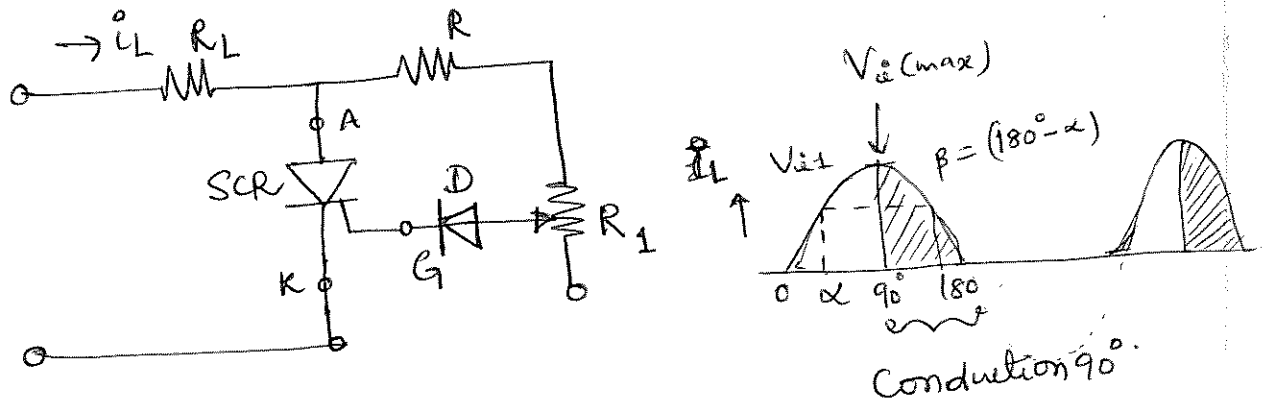 → i_L R_L
R
A
SCR
D
G
R_1
K
V_i(max)
i_L
V_i1
β = (180° - α)
0 α 90° 180
Conduction 90°.